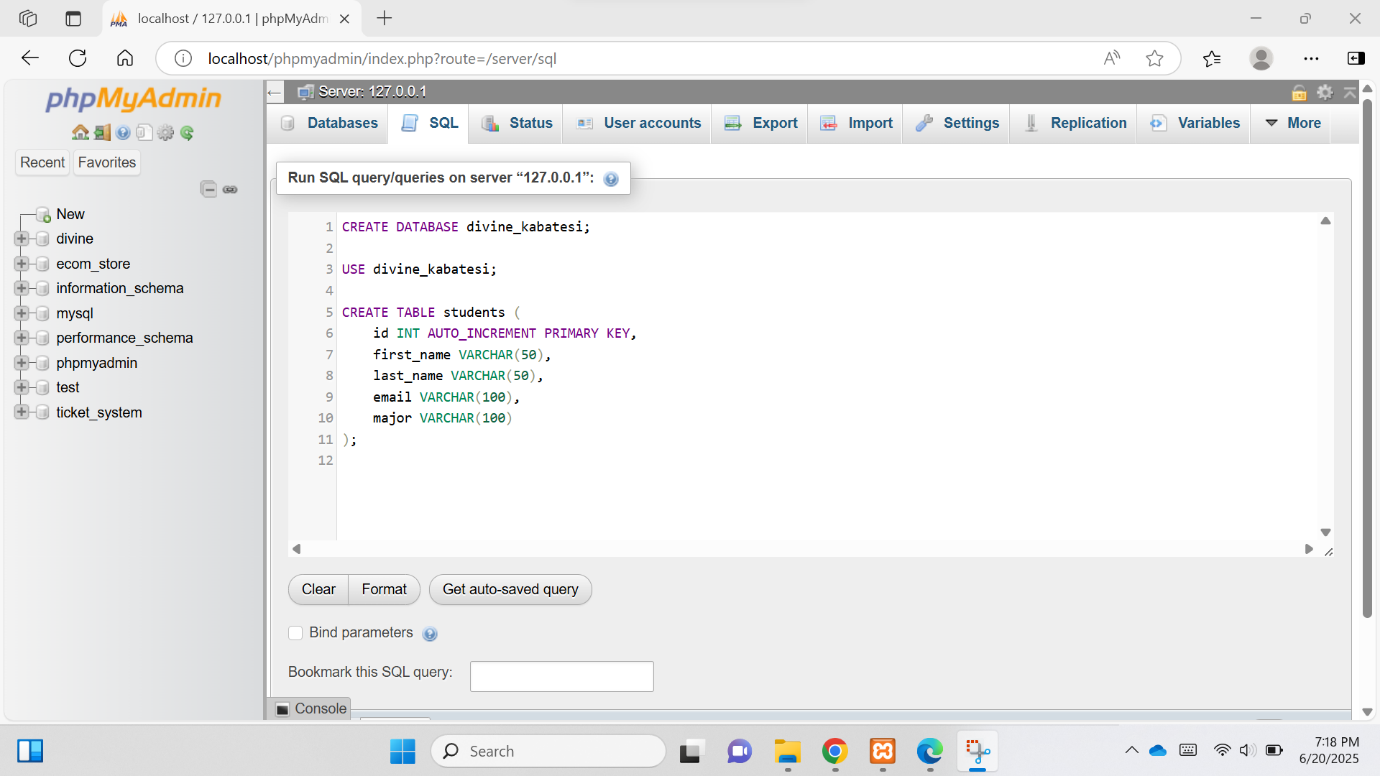 localhost / 127.0.0.1 | phpMyAdm
localhost/phpmyadmin/index.php?route=/server/sql
phpMyAdmin
Recent Favorites
New
divine
ecom_store
information_schema
mysql
performance_schema
phpmyadmin
test
ticket_system
Server: 127.0.0.1
Databases SQL Status User accounts Export Import Settings Replication Variables More
Run SQL query/queries on server “127.0.0.1”:
1 CREATE DATABASE divine_kabatesi;
2
3 USE divine_kabatesi;
4
5 CREATE TABLE students (
6 id INT AUTO_INCREMENT PRIMARY KEY,
7 first_name VARCHAR(50),
8 last_name VARCHAR(50),
9 email VARCHAR(100),
10 major VARCHAR(100)
11 );
12
Clear Format Get auto-saved query
Bind parameters
Bookmark this SQL query:
Console
Search
7:18 PM
6/20/2025